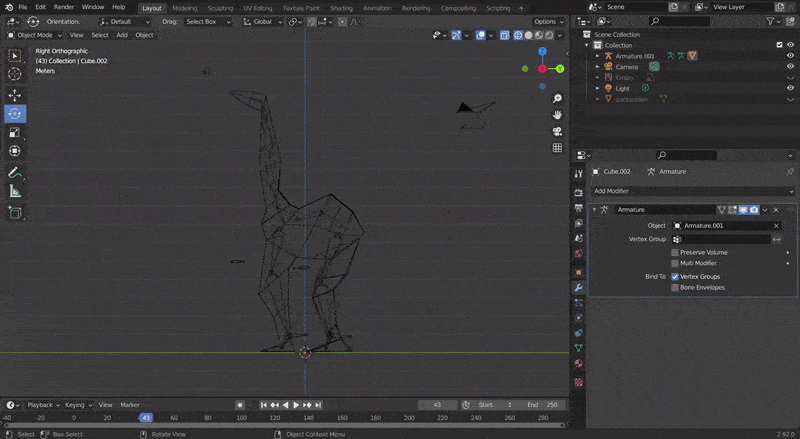 File Edit Render Window Help Layout Modeling Sculpting UV Editing Texture Paint Shading Animation Rendering Compositing Scripting Scene View Layer
Orientation: Default Drag: Select Box Global Options
Object Mode View Select Add Object
Right Orthographic
(43) Collection | Cube.002
Meters
Z
Y
X
Scene Collection
Collection
Armature.001
Camera
Empty
Light
Cube.002 Armature
Add Modifier
Armature
Object Armature.001
Vertex Group
Preserve Volume
Multi Modifier
Bind To Vertex Groups
Bone Envelopes
Playback Keying View Marker 43 Start 1 End 250
-40 -20 0 20 43 60 80 100 120 140 160 180 200 220 240 260 280
Select Box Select Rotate View Object Context Menu 2.92.0